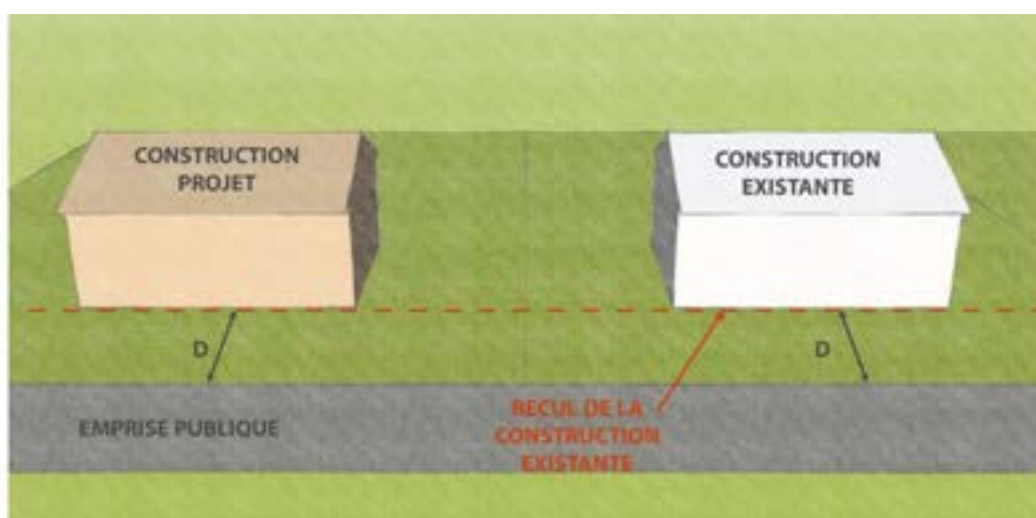 CONSTRUCTION
PROJET
CONSTRUCTION
EXISTANTE
D
D
EMPRISE PUBLIQUE
RECUL DE LA
CONSTRUCTION
EXISTANTE